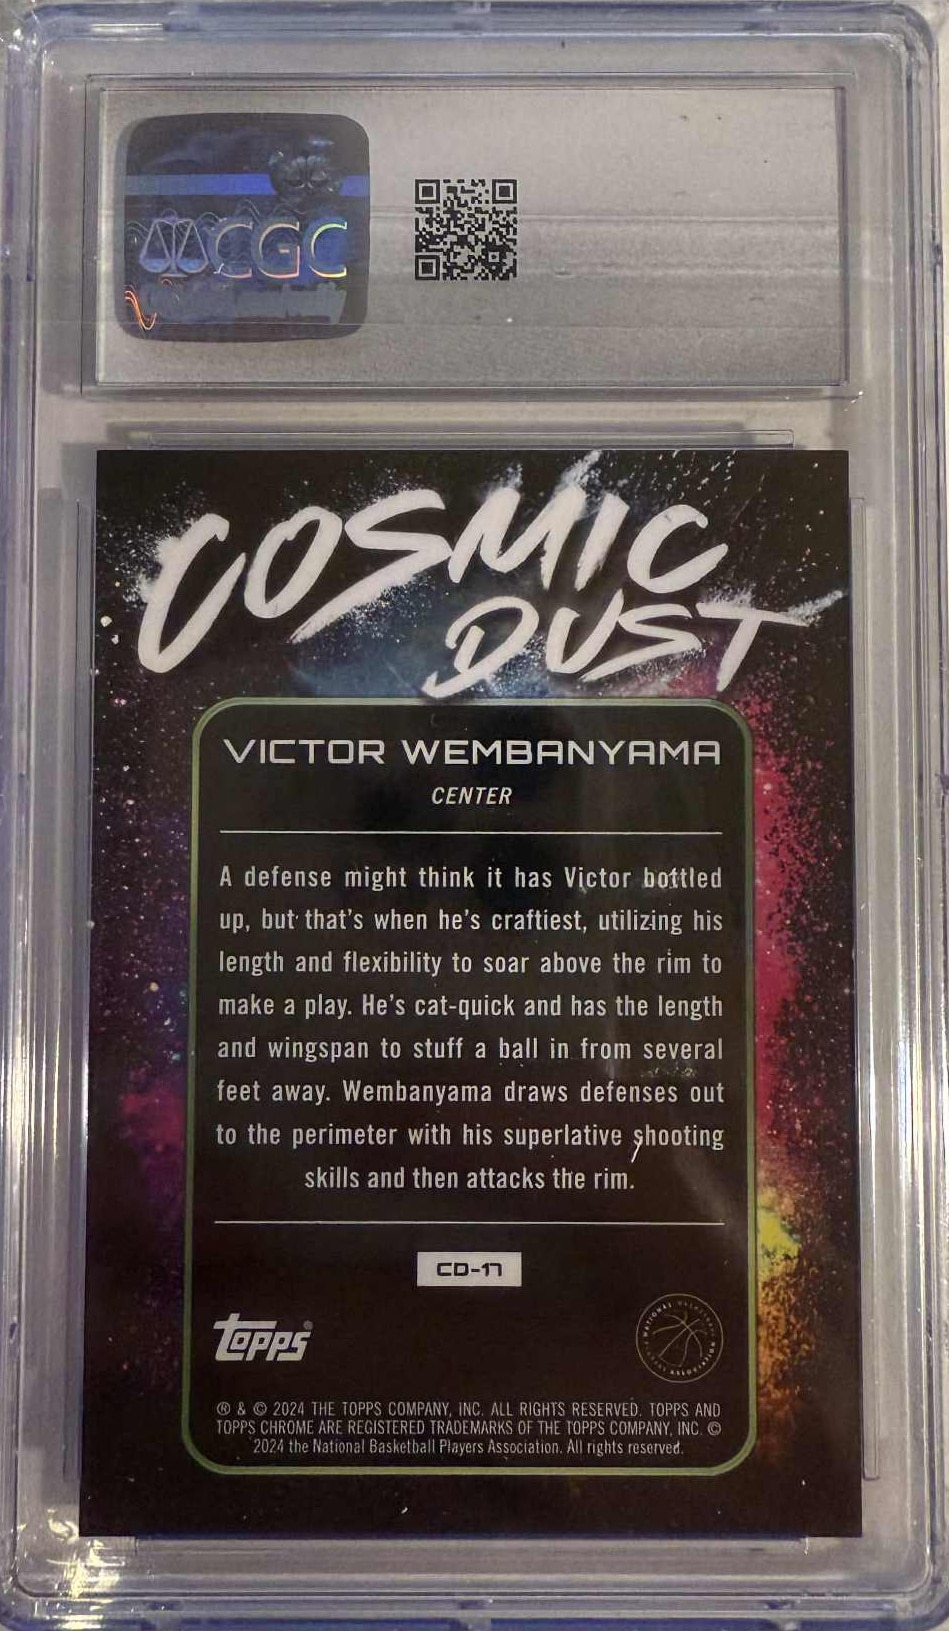 CGC
COSMIC
DUST
VICTOR WEMBANYAMA
CENTER
A defense might think it has Victor bottled
up, but that's when he's craftiest, utilizing his
length and flexibility to soar above the rim to
make a play. He's cat-quick and has the length
and wingspan to stuff a ball in from several
feet away. Wembanyama draws defenses out
to the perimeter with his superlative shooting
skills and then attacks the rim.
CD-17
Topps
® & © 2024 THE TOPPS COMPANY, INC. ALL RIGHTS RESERVED. TOPPS AND
TOPPS CHROME ARE REGISTERED TRADEMARKS OF THE TOPPS COMPANY, INC. ©
2024 the National Basketball Players Association. All rights reserved.